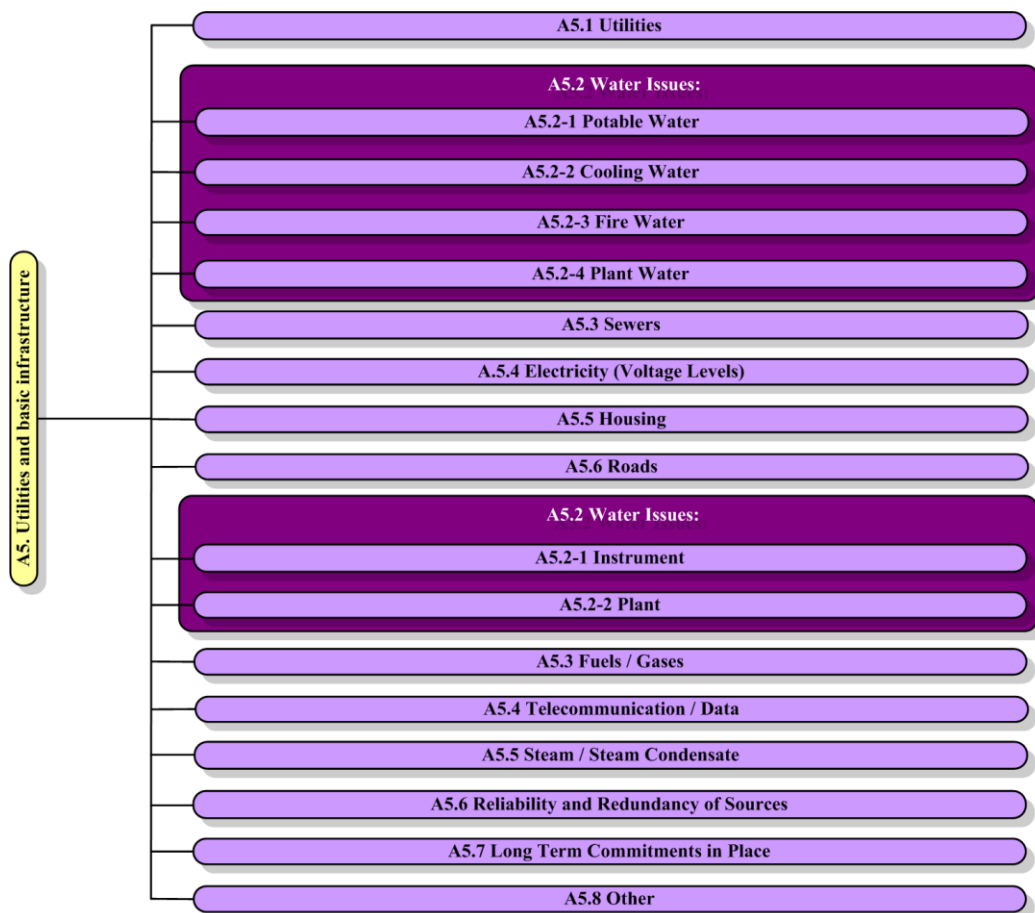 A5. Utilities and basic infrastructure
A5.1 Utilities
A5.2 Water Issues:
A5.2-1 Potable Water
A5.2-2 Cooling Water
A5.2-3 Fire Water
A5.2-4 Plant Water
A5.3 Sewers
A.5.4 Electricity (Voltage Levels)
A5.5 Housing
A5.6 Roads
A5.2 Water Issues:
A5.2-1 Instrument
A5.2-2 Plant
A5.3 Fuels / Gases
A5.4 Telecommunication / Data
A5.5 Steam / Steam Condensate
A5.6 Reliability and Redundancy of Sources
A5.7 Long Term Commitments in Place
A5.8 Other